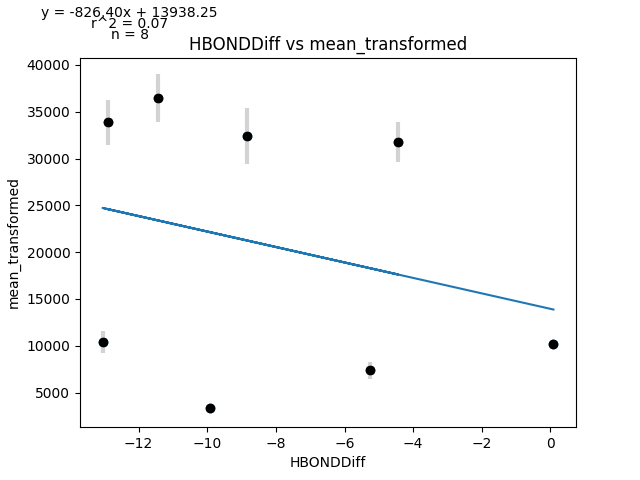 y = -826.40x + 13938.25
r^2 = 0.07
n = 8
HBONDDiff vs mean_transformed
40000
35000
30000
25000
20000
15000
10000
5000
mean_transformed
−12
−10
−8
−6
−4
−2
0
HBONDDiff